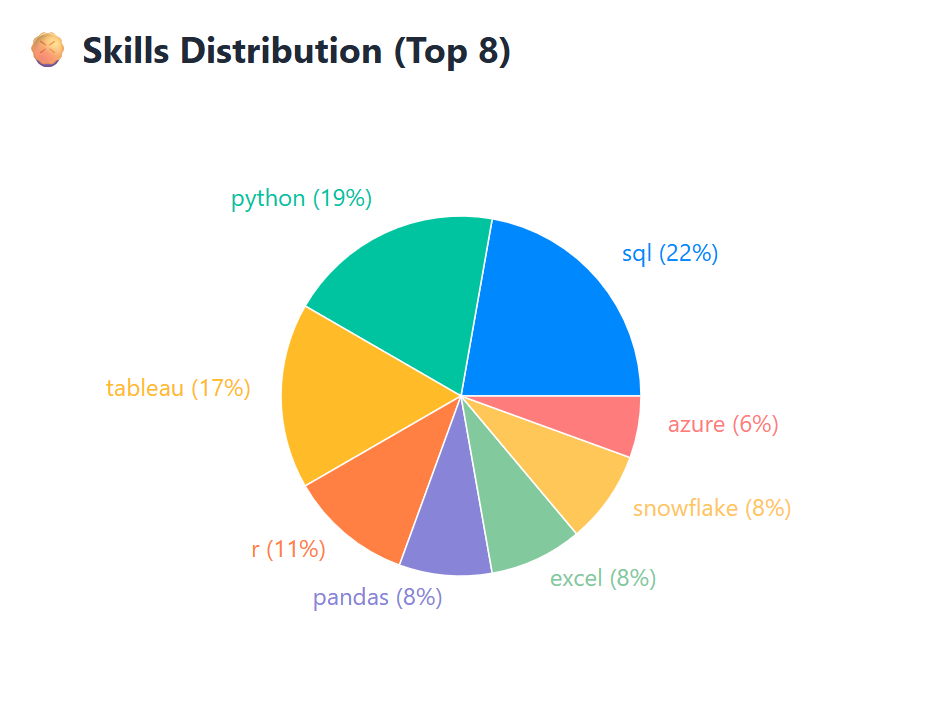 Skills Distribution (Top 8)
python (19%)
sql (22%)
tableau (17%)
azure (6%)
snowflake (8%)
r (11%)
excel (8%)
pandas (8%)